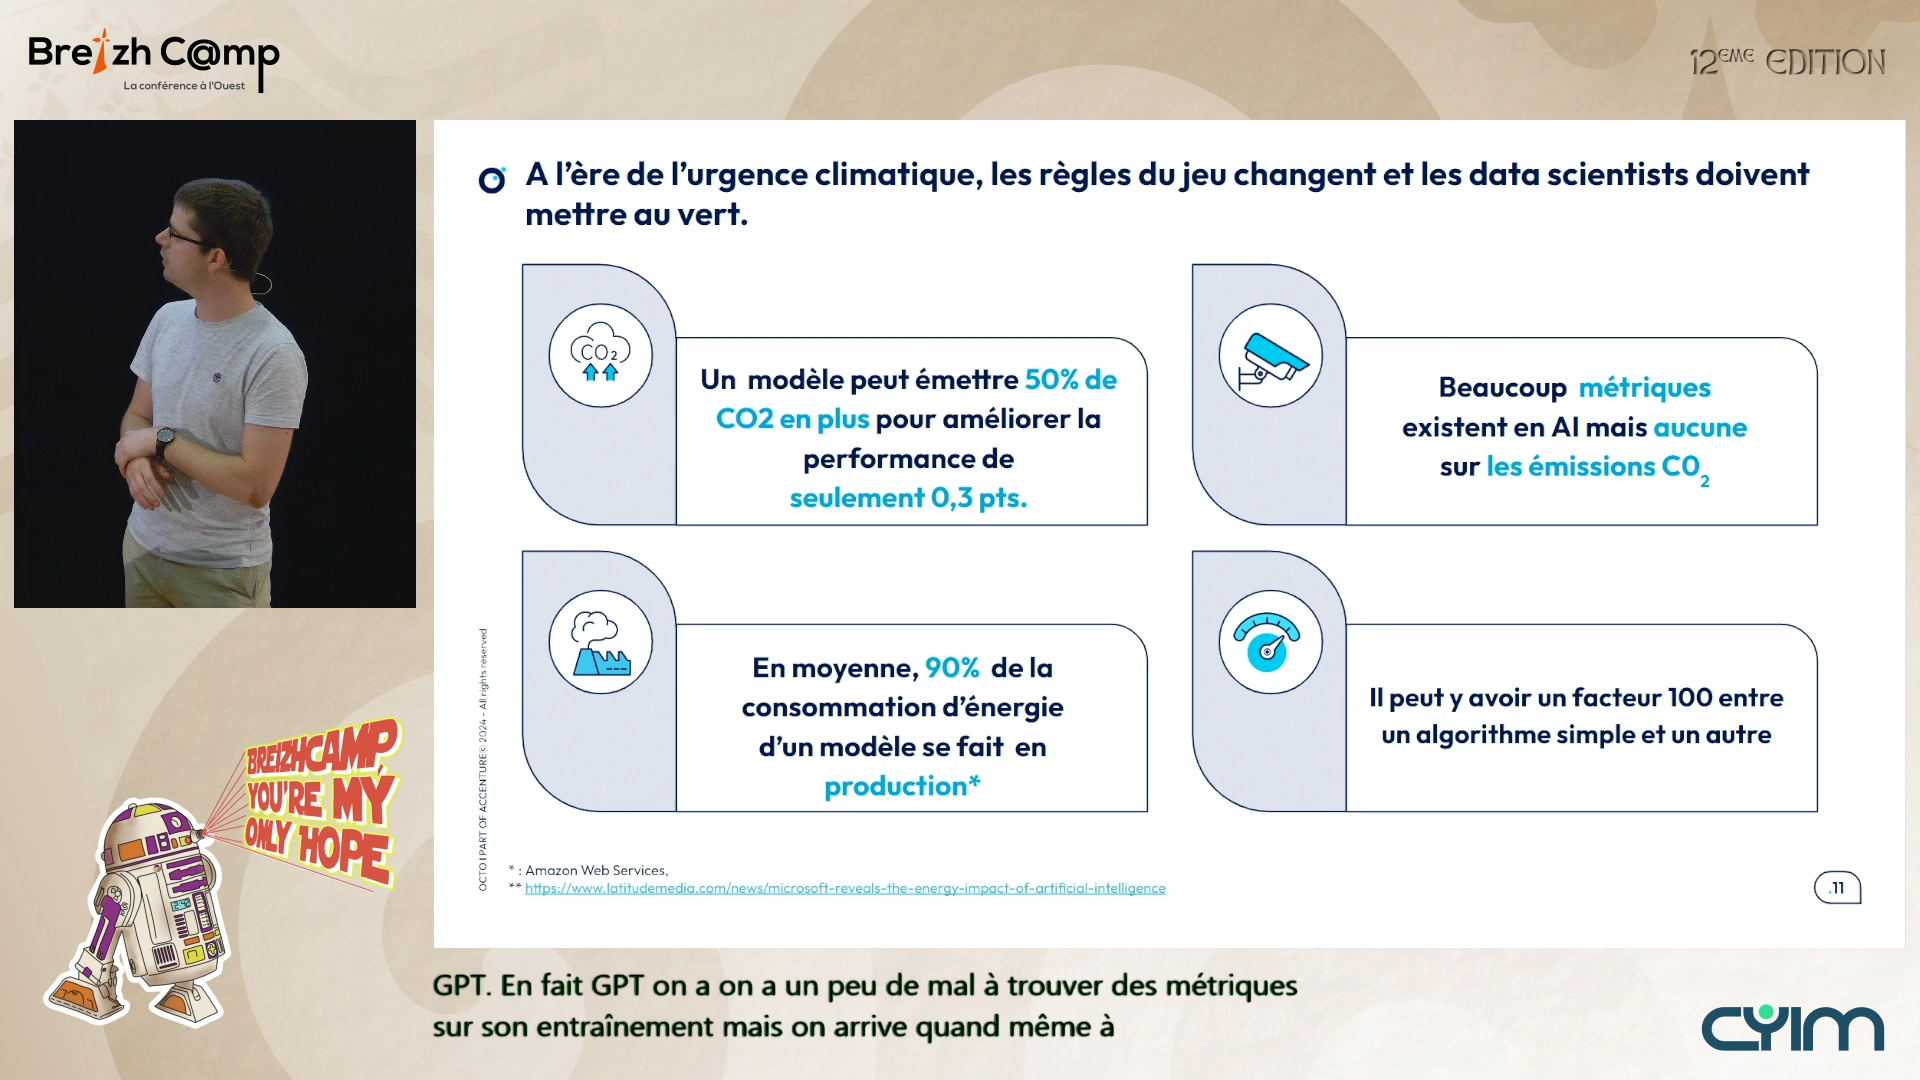 Breizh C@mp
La conférence à l'Ouest
12EME EDITION
A l'ère de l'urgence climatique, les règles du jeu changent et les data scientists doivent
mettre au vert.
CO2
Un modèle peut émettre 50% de
CO2 en plus pour améliorer la
performance de
seulement 0,3 pts.
Beaucoup métriques
existent en AI mais aucune
sur les émissions C02
En moyenne, 90% de la
consommation d'énergie
d'un modèle se fait en
production*
Il peut y avoir un facteur 100 entre
un algorithme simple et un autre
OCTO I PART OF ACCENTURE © 2024 - All rights reserved
* : Amazon Web Services,
** https://www.latitudemedia.com/news/microsoft-reveals-the-energy-impact-of-artificial-intelligence
.11
BREIZHCAMP,
YOU'RE MY
ONLY HOPE
GPT. En fait GPT on a on a un peu de mal à trouver des métriques
sur son entraînement mais on arrive quand même à
CYIM